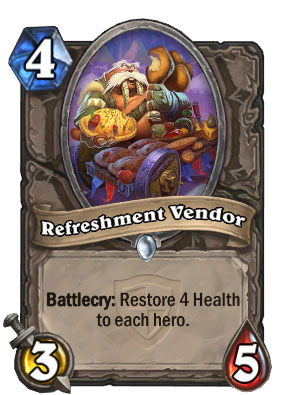 4
Refreshment Vendor
Battlecry: Restore 4 Health
to each hero.
3
5